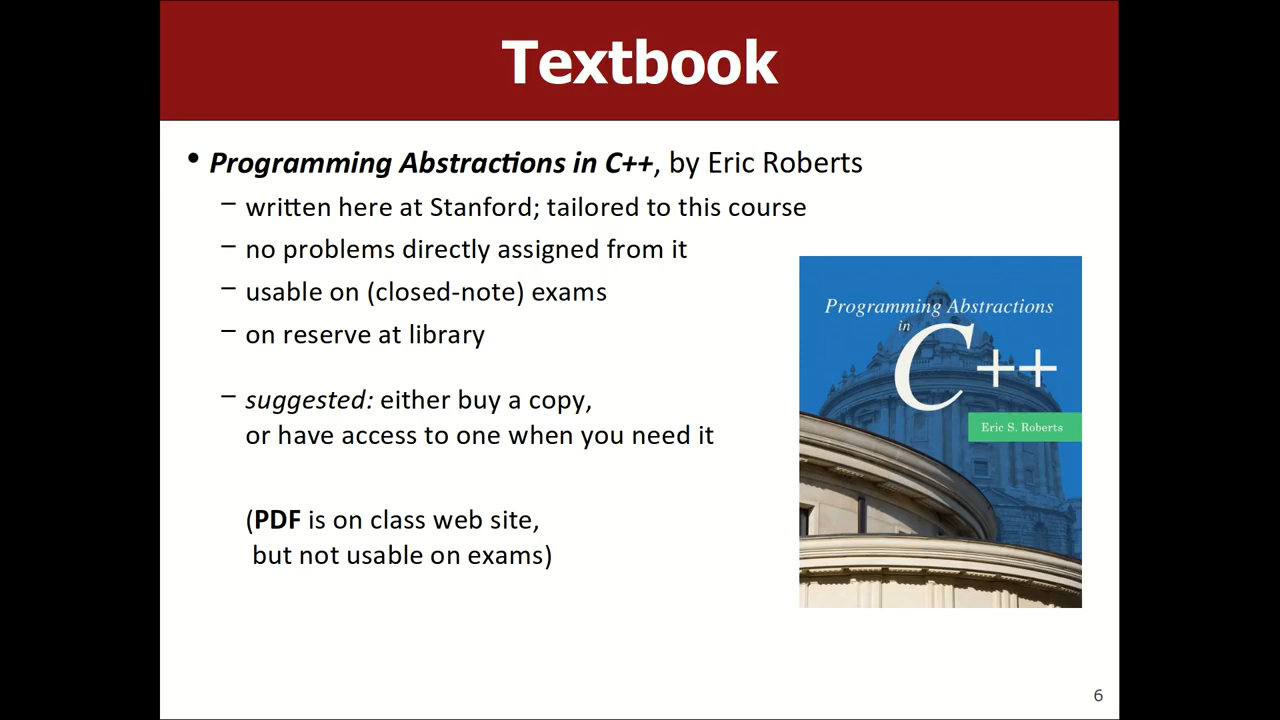 Textbook
• Programming Abstractions in C++, by Eric Roberts
– written here at Stanford; tailored to this course
– no problems directly assigned from it
– usable on (closed-note) exams
– on reserve at library
– suggested: either buy a copy,
or have access to one when you need it
(PDF is on class web site,
but not usable on exams)
Programming Abstractions
in
C++
Eric S. Roberts
6